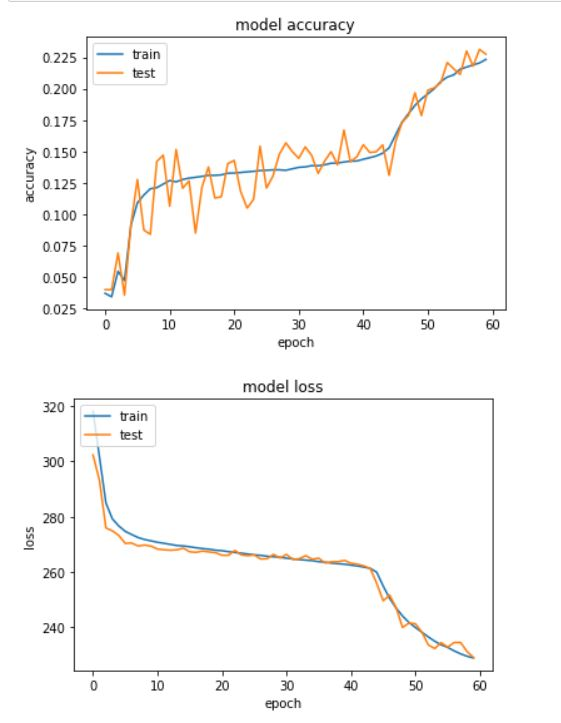 model accuracy
train
test
0.225
0.200
0.175
0.150
0.125
0.100
0.075
0.050
0.025
accuracy
0 10 20 30 40 50 60
epoch
model loss
train
test
320
300
280
260
240
loss
0 10 20 30 40 50 60
epoch